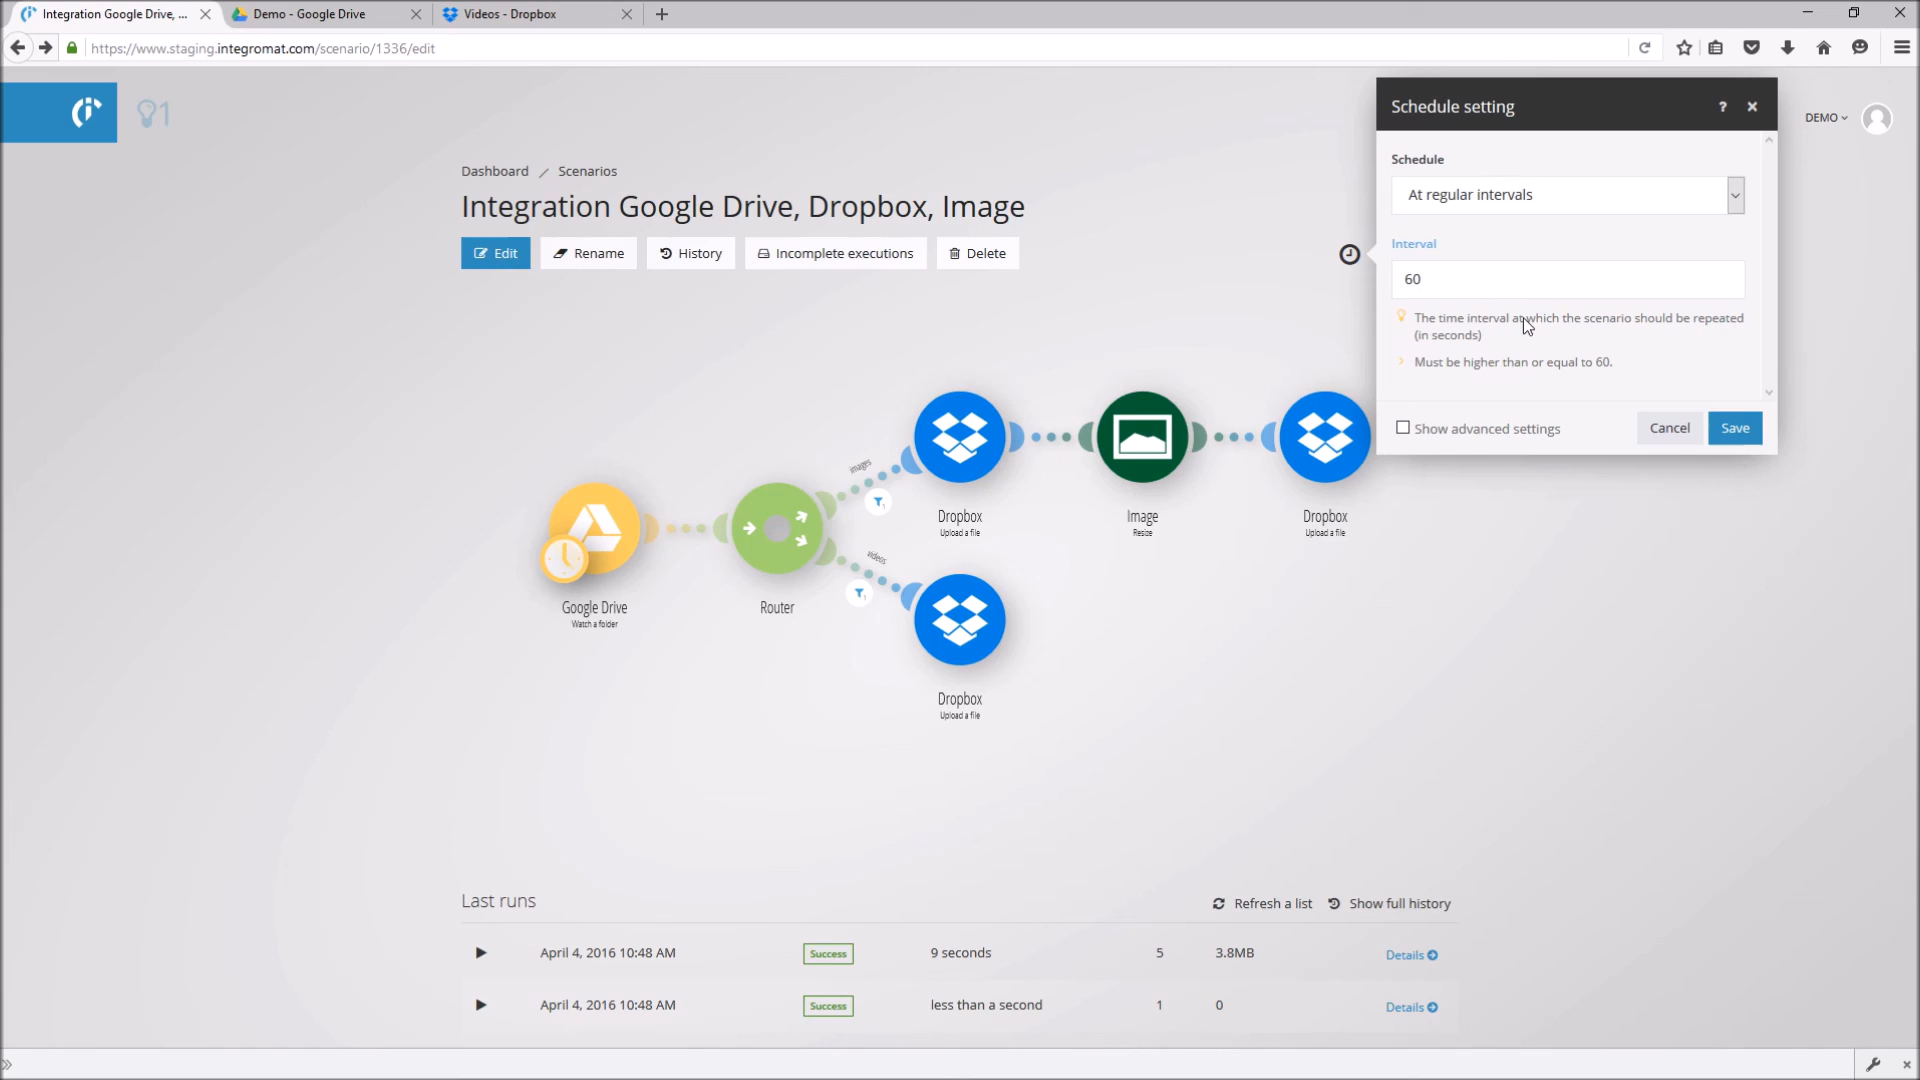 Integration Google Drive, ...
Demo - Google Drive
Videos - Dropbox
https://www.staging.integromat.com/scenario/1336/edit
1
DEMO
Schedule setting
?
Schedule
At regular intervals
Interval
60
The time interval at which the scenario should be repeated
(in seconds)
Must be higher than or equal to 60.
Show advanced settings
Cancel
Save
Dashboard / Scenarios
Integration Google Drive, Dropbox, Image
Edit
Rename
History
Incomplete executions
Delete
images
Dropbox
Upload a file
Image
Resize
Dropbox
Upload a file
videos
Google Drive
Watch a folder
Router
Dropbox
Upload a file
Last runs
Refresh a list
Show full history
April 4, 2016 10:48 AM Success 9 seconds 5 3.8MB Details
April 4, 2016 10:48 AM Success less than a second 1 0 Details